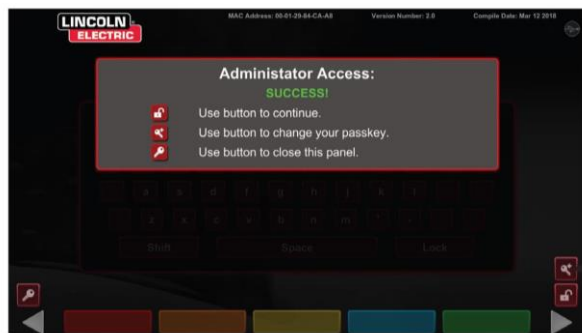 LINCOLN
ELECTRIC
MAC Address: 00-01-29-84-CA-A8 Version Number: 2.0 Compile Date: Mar 12 2018
Administator Access:
SUCCESS!
Use button to continue.
Use button to change your passkey.
Use button to close this panel.
a s d f g h j k l
z x c v b n m
Shift Space Lock